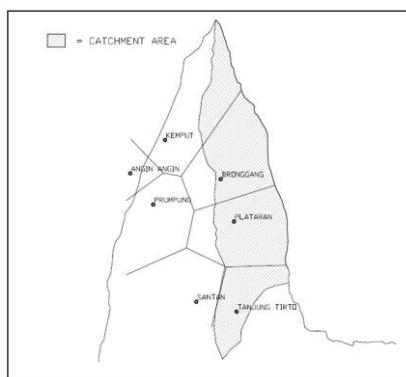 = CATCHMENT AREA
KEMPUT
ANGIN ANGIN
BRONGGANG
PRUMPUNG
PLATARAN
SANTAN
TANJUNG TIRTO